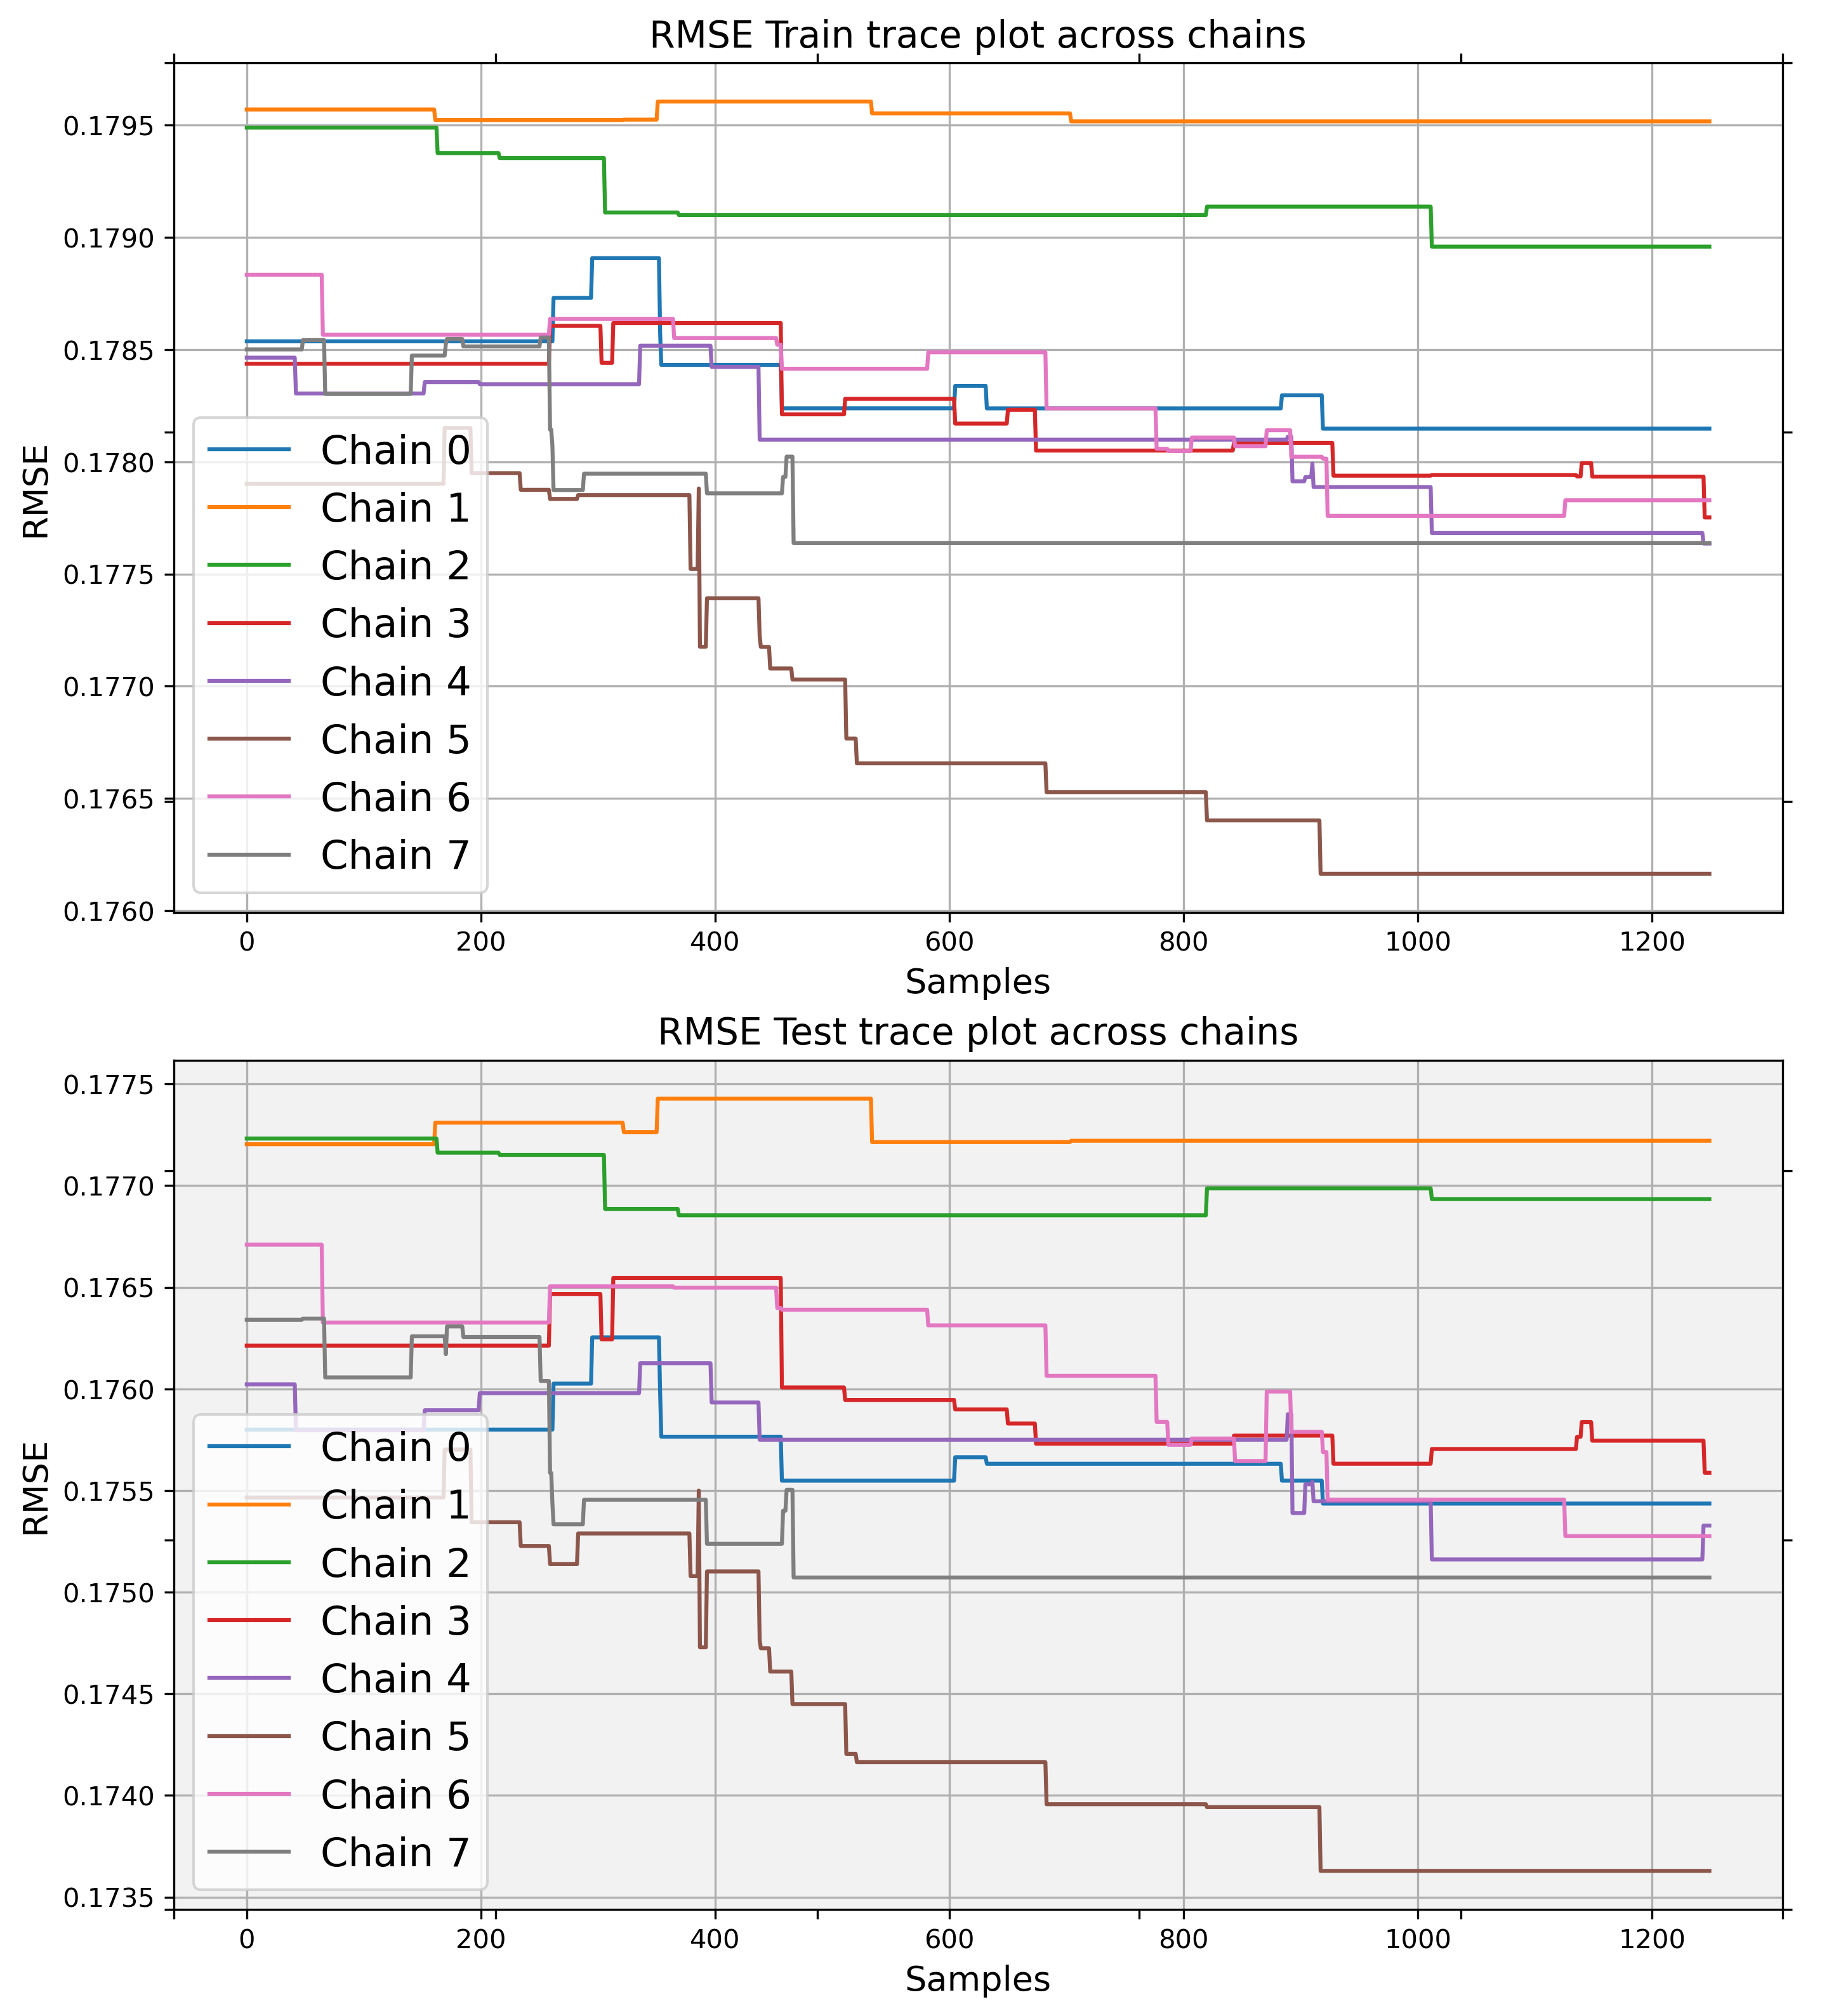 RMSE Train trace plot across chains
0.1795
0.1790
0.1785
0.1780
0.1775
0.1770
0.1765
0.1760
RMSE
Chain 0
Chain 1
Chain 2
Chain 3
Chain 4
Chain 5
Chain 6
Chain 7
0 200 400 600 800 1000 1200
Samples
RMSE Test trace plot across chains
0.1775
0.1770
0.1765
0.1760
0.1755
0.1750
0.1745
0.1740
0.1735
RMSE
Chain 0
Chain 1
Chain 2
Chain 3
Chain 4
Chain 5
Chain 6
Chain 7
0 200 400 600 800 1000 1200
Samples